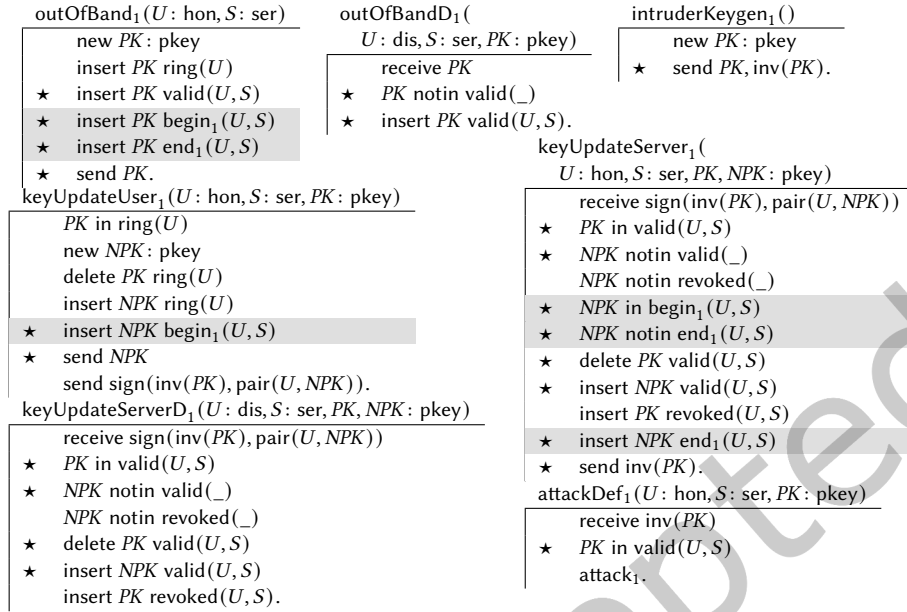 outOfBand₁(U: hon, S: ser)
new PK: pkey
insert PK ring(U)
★ insert PK valid(U, S)
★ insert PK begin₁(U, S)
★ insert PK end₁(U, S)
★ send PK.
outOfBandD₁(
U: dis, S: ser, PK: pkey)
receive PK
★ PK notin valid(_)
★ insert PK valid(U, S).
intruderKeygen₁()
new PK: pkey
★ send PK, inv(PK).
keyUpdateUser₁(U: hon, S: ser, PK: pkey)
PK in ring(U)
new NPK: pkey
delete PK ring(U)
insert NPK ring(U)
★ insert NPK begin₁(U, S)
★ send NPK
send sign(inv(PK), pair(U, NPK)).
keyUpdateServer₁(
U: hon, S: ser, PK, NPK: pkey)
receive sign(inv(PK), pair(U, NPK))
★ PK in valid(U, S)
★ NPK notin valid(_)
NPK notin revoked(_)
★ NPK in begin₁(U, S)
★ NPK notin end₁(U, S)
★ delete PK valid(U, S)
★ insert NPK valid(U, S)
insert PK revoked(U, S)
★ insert NPK end₁(U, S)
★ send inv(PK).
keyUpdateServerD₁(U: dis, S: ser, PK, NPK: pkey)
receive sign(inv(PK), pair(U, NPK))
★ PK in valid(U, S)
★ NPK notin valid(_)
NPK notin revoked(_)
★ delete PK valid(U, S)
★ insert NPK valid(U, S)
insert PK revoked(U, S).
attackDef₁(U: hon, S: ser, PK: pkey)
receive inv(PK)
★ PK in valid(U, S)
attack₁.
pted